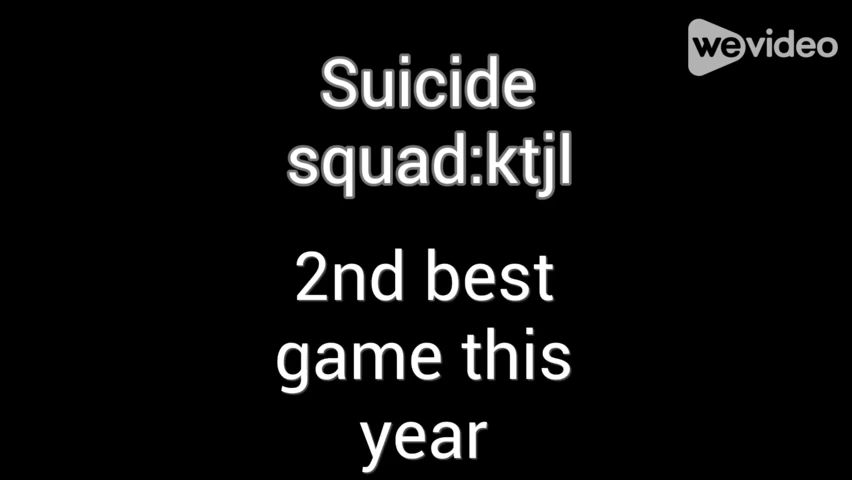 wevideo
Suicide
squad:ktjl
2nd best
game this
year